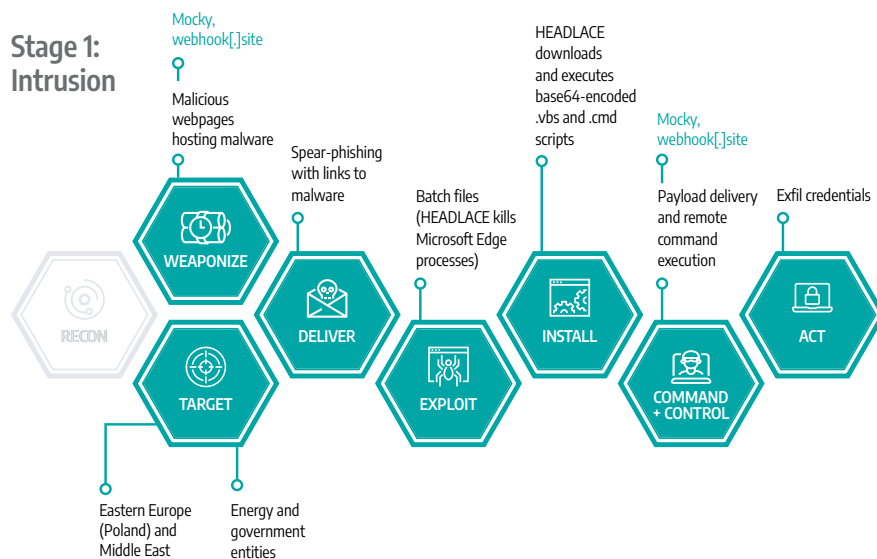 Stage 1:
Intrusion
Mocky,
webhook[.]site
Malicious
webpages
hosting malware
Spear-phishing
with links to
malware
Batch files
(HEADLACE kills
Microsoft Edge
processes)
HEADLACE
downloads
and executes
base64-encoded
.vbs and .cmd
scripts
Mocky,
webhook[.]site
Payload delivery
and remote
command
execution
Exfil credentials
RECON
WEAPONIZE
TARGET
DELIVER
EXPLOIT
INSTALL
COMMAND
+ CONTROL
ACT
Eastern Europe
(Poland) and
Middle East
Energy and
government
entities